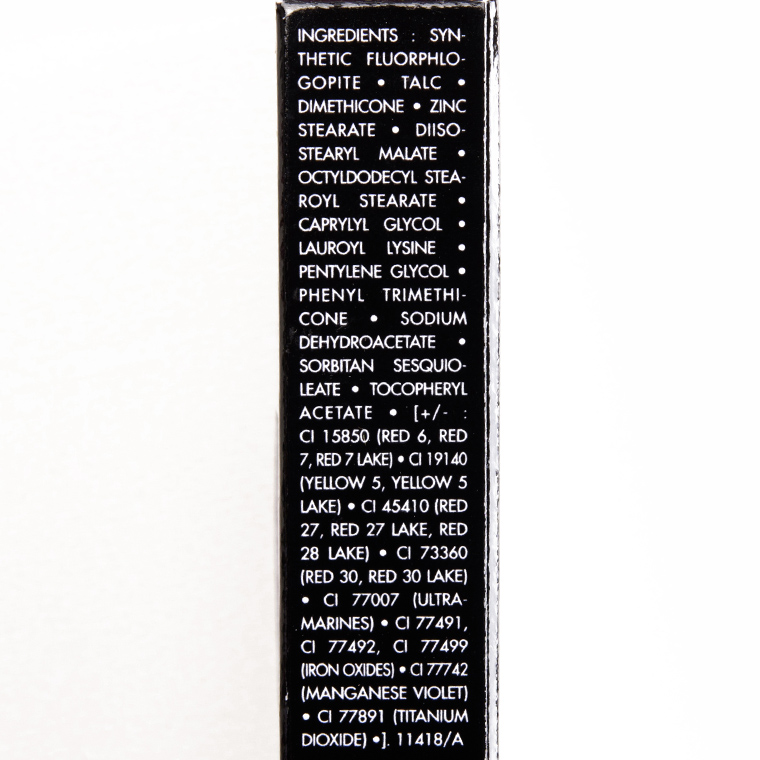 INGREDIENTS : SYN-
THETIC FLUORPHLO-
GOPITE • TALC •
DIMETHICONE • ZINC
STEARATE • DIISO-
STEARYL MALATE •
OCTYLDODECYL STEA-
ROYL STEARATE •
CAPRYLYL GLYCOL •
LAUROYL LYSINE •
PENTYLENE GLYCOL •
PHENYL TRIMETHI-
CONE • SODIUM
DEHYDROACETATE •
SORBITAN SESQUIO-
LEATE • TOCOPHERYL
ACETATE • [+/- :
CI 15850 (RED 6, RED
7, RED 7 LAKE) • CI 19140
(YELLOW 5, YELLOW 5
LAKE) • CI 45410 (RED
27, RED 27 LAKE, RED
28 LAKE) • CI 73360
(RED 30, RED 30 LAKE)
• CI 77007 (ULTRA-
MARINES) • CI 77491,
CI 77492, CI 77499
(IRON OXIDES) • CI 77742
(MANGANESE VIOLET)
• CI 77891 (TITANIUM
DIOXIDE) •]. 11418/A